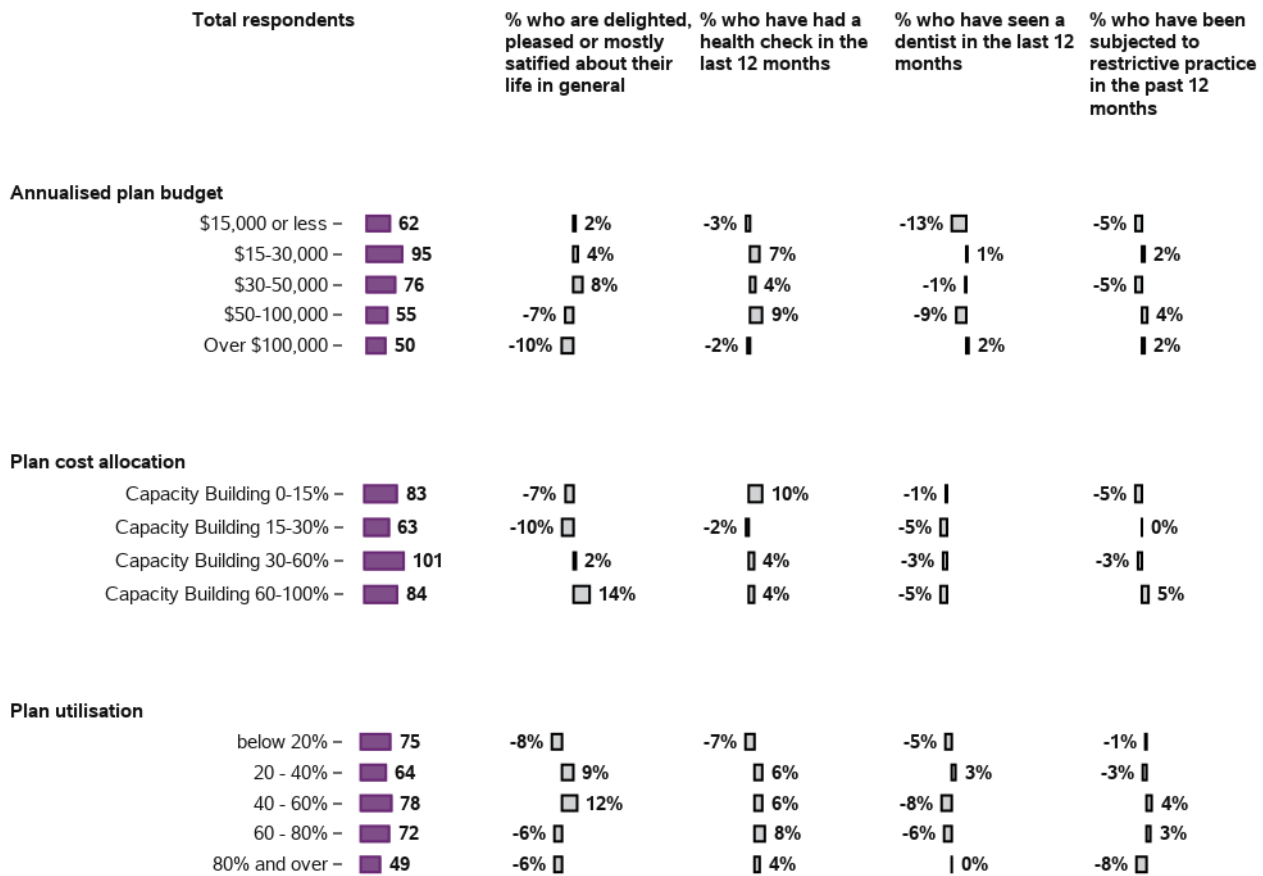 Total respondents
% who are delighted, pleased or mostly satified about their life in general
% who have had a health check in the last 12 months
% who have seen a dentist in the last 12 months
% who have been subjected to restrictive practice in the past 12 months
Annualised plan budget
$15,000 or less – 62 2% -3% -13% -5%
$15-30,000 – 95 4% 7% 1% 2%
$30-50,000 – 76 8% 4% -1% -5%
$50-100,000 – 55 -7% 9% -9% 4%
Over $100,000 – 50 -10% -2% 2% 2%
Plan cost allocation
Capacity Building 0-15% – 83 -7% 10% -1% -5%
Capacity Building 15-30% – 63 -10% -2% -5% 0%
Capacity Building 30-60% – 101 2% 4% -3% -3%
Capacity Building 60-100% – 84 14% 4% -5% 5%
Plan utilisation
below 20% – 75 -8% -7% -5% -1%
20 - 40% – 64 9% 6% 3% -3%
40 - 60% – 78 12% 6% -8% 4%
60 - 80% – 72 -6% 8% -6% 3%
80% and over – 49 -6% 4% 0% -8%